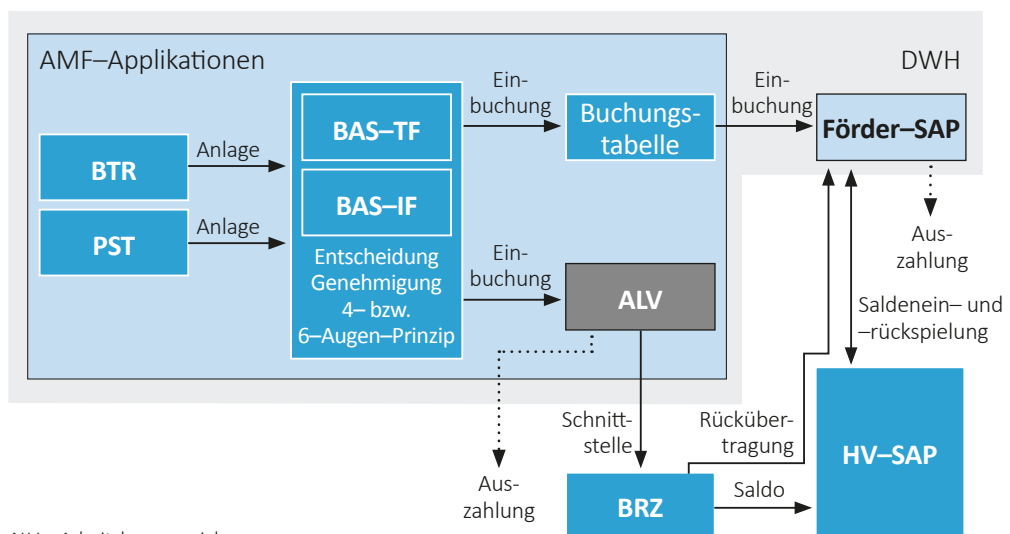 AMF–Applikationen
DWH
BTR
PST
Anlage
Anlage
BAS–TF
BAS–IF
Entscheidung
Genehmigung
4– bzw.
6–Augen–Prinzip
Ein-
buchung
Buchungs-
tabelle
Ein-
buchung
Förder–SAP
Aus-
zahlung
Ein-
buchung
ALV
Saldenein– und
–rückspielung
Aus-
zahlung
Schnitt-
stelle
Rücküber-
tragung
BRZ
Saldo
HV–SAP